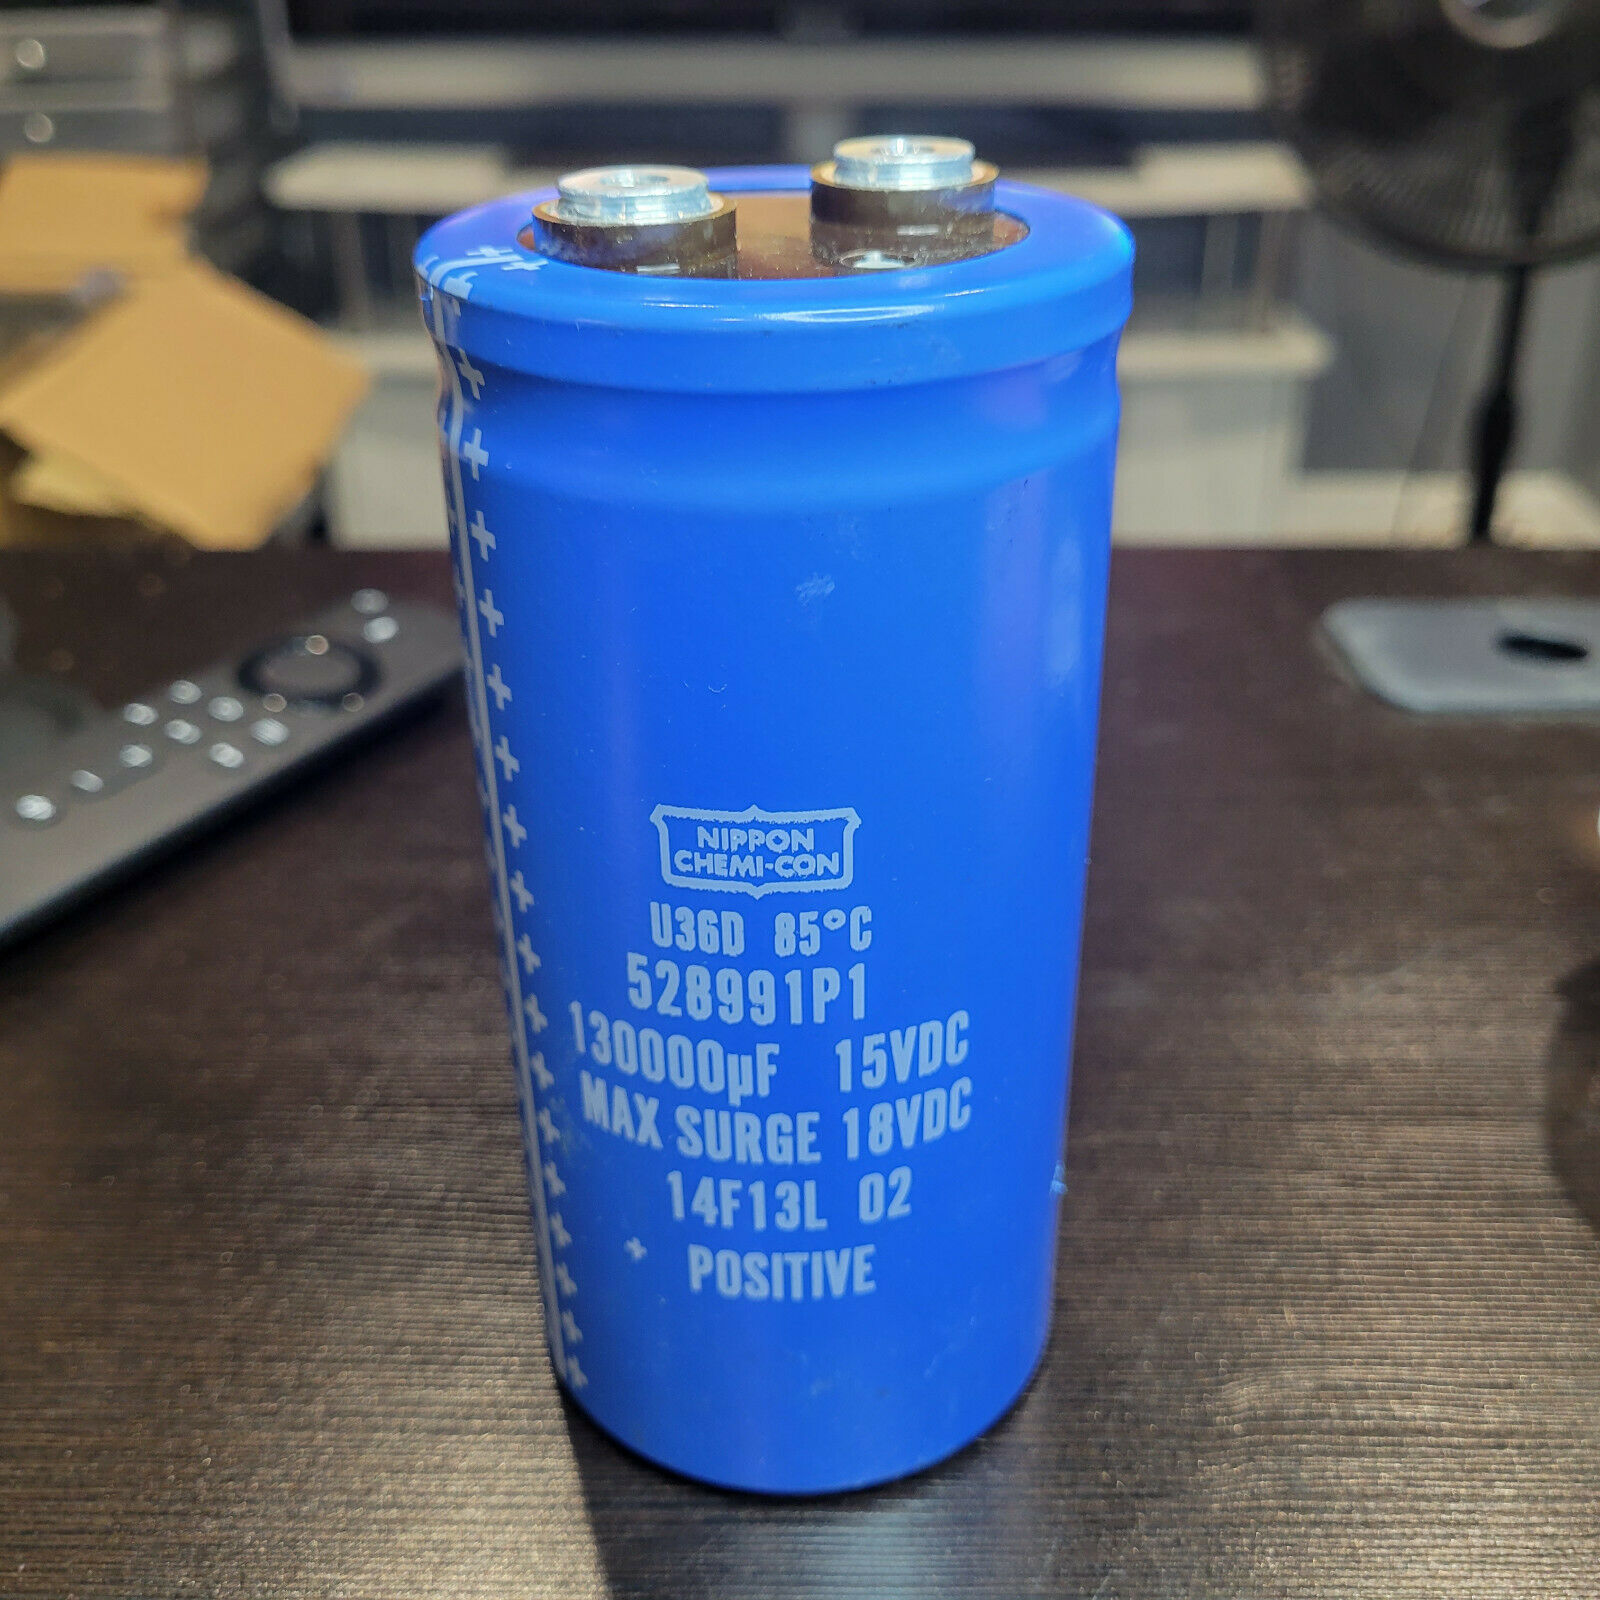 NIPPON
CHEMI-CON
U36D 85°C
528991P1
130000µF 15VDC
MAX SURGE 18VDC
14F13L 02
+ POSITIVE